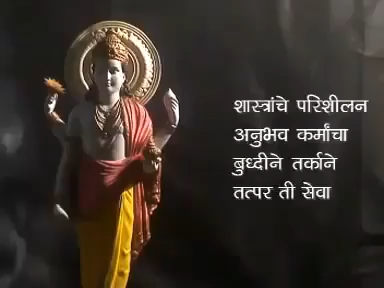 शास्त्रांचे परिशीलन
अनुभव कर्मांचा
बुध्दीने तर्कानि
तत्पर ती सेवा